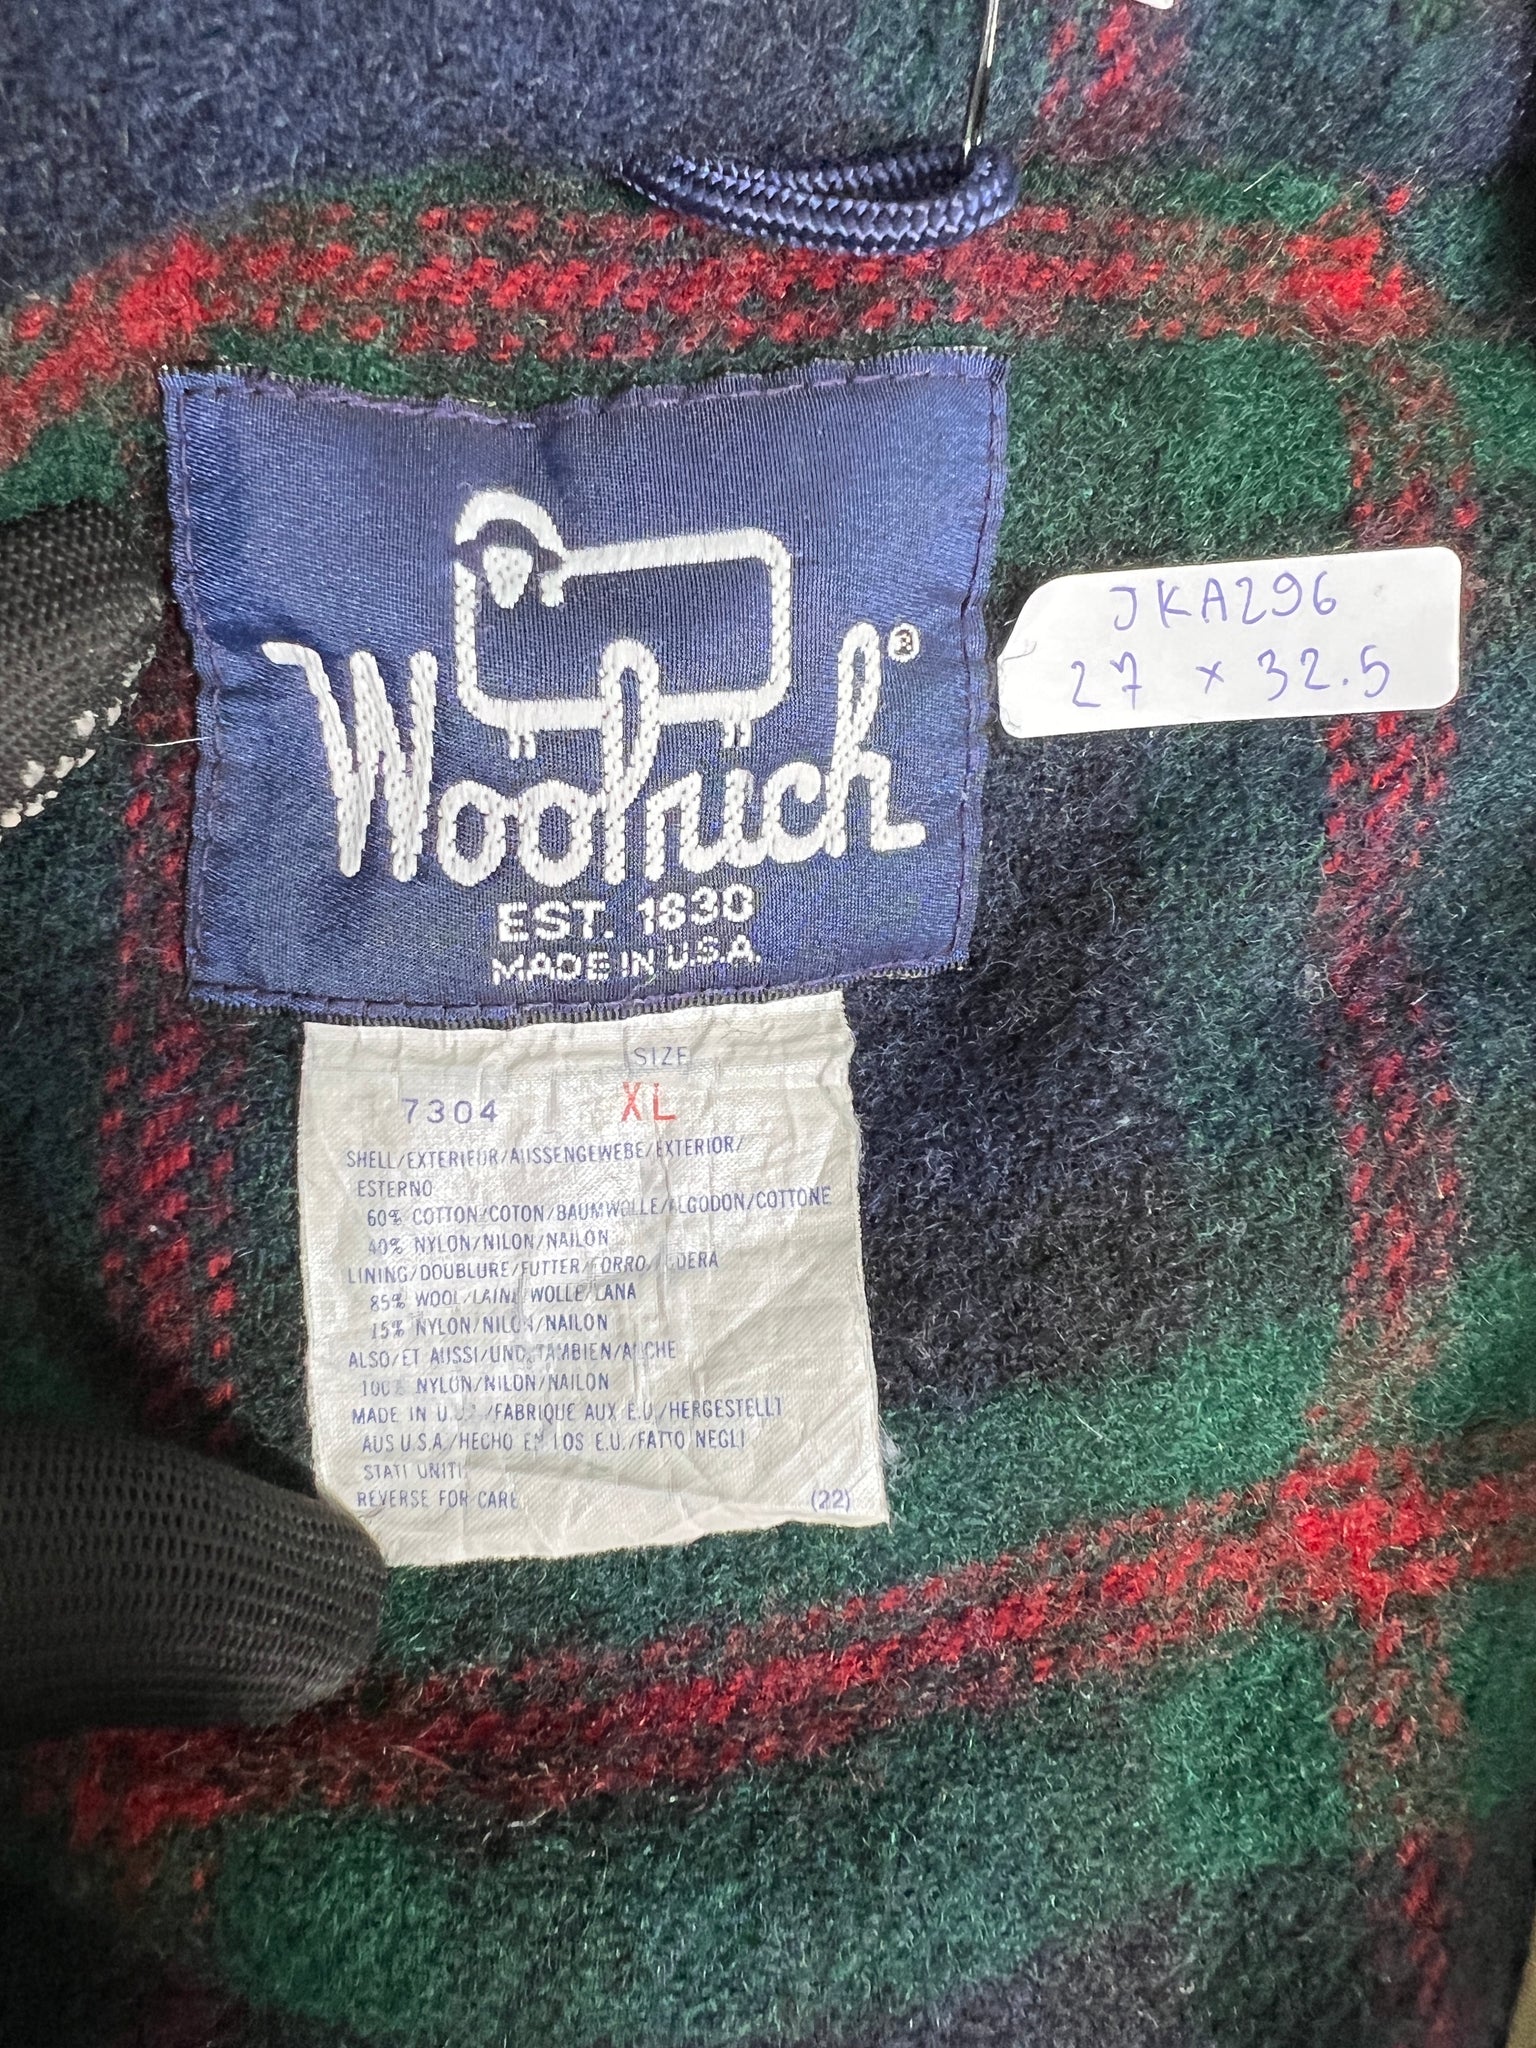 JKA296
27 x 32.5
Woolrich®
EST. 1830
MADE IN U.S.A.
SIZE
7304 XL
SHELL/EXTERIEUR/AUSSENGEWEBE/EXTERIOR/
ESTERNO
60% COTTON/COTON/BAUMWOLLE/ALGODON/COTTONE
40% NYLON/NILON/NAILON
LINING/DOUBLURE/FUTTER/FORRO/
85% WOOL/LAINE/WOLLE/LANA
15% NYLON/NILON/NAILON
ALSO/ET AUSSI/UND TAMBIEN/ANCHE
100% NYLON/NILON/NAILON
MADE IN U.S.A./FABRIQUE AUX E.U./HERGESTELLT
AUS U.S.A./HECHO EN LOS E.U./FATTO NEGLI
STATI UNITI
REVERSE FOR CARE (22)